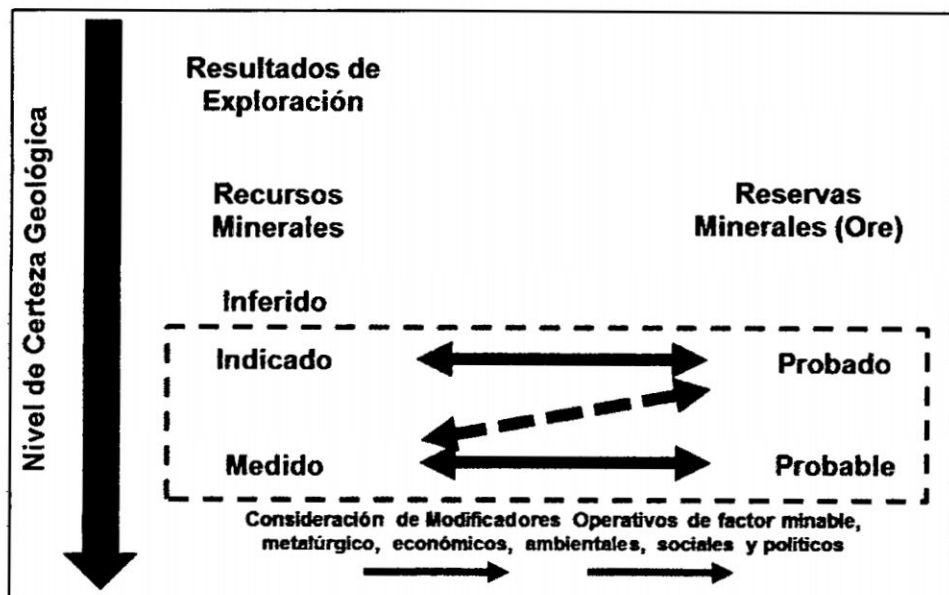 Nivel de Certeza Geológica
Resultados de
Exploración
Recursos
Minerales
Reservas
Minerales (Ore)
Inferido
Indicado
Probado
Medido
Probable
Consideración de Modificadores Operativos de factor minable,
metalúrgico, económicos, ambientales, sociales y políticos